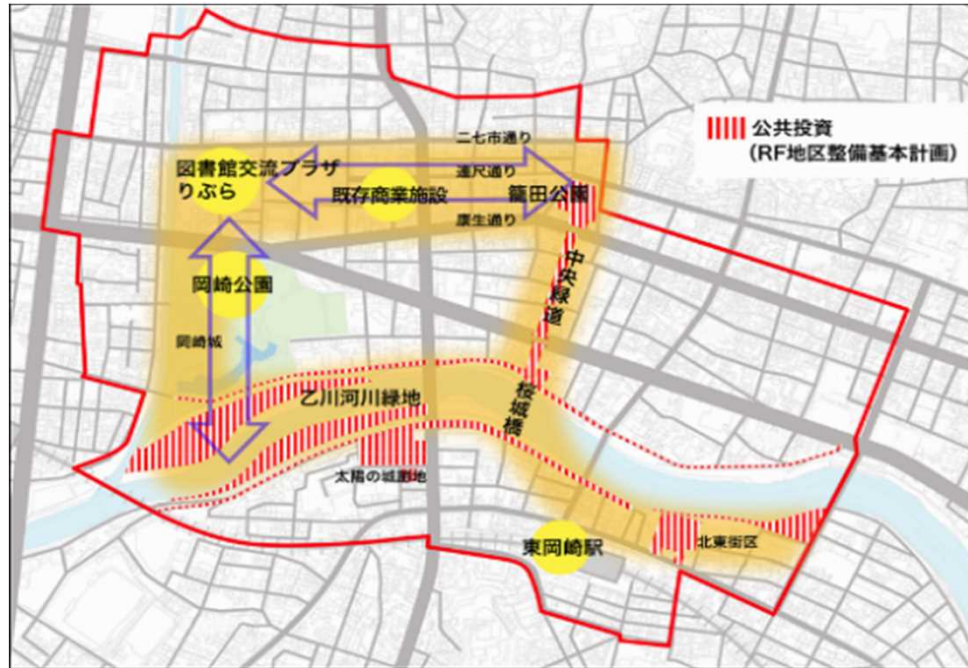 二七市通り
公共投資
（RF地区整備基本計画）
図書館交流プラザ
りぶら
連尺通り
既存商業施設
籠田公園
康生通り
中央緑道
岡崎公園
岡崎城
乙川河川緑地
桜城橋
太陽の城跡地
東岡崎駅
北東街区